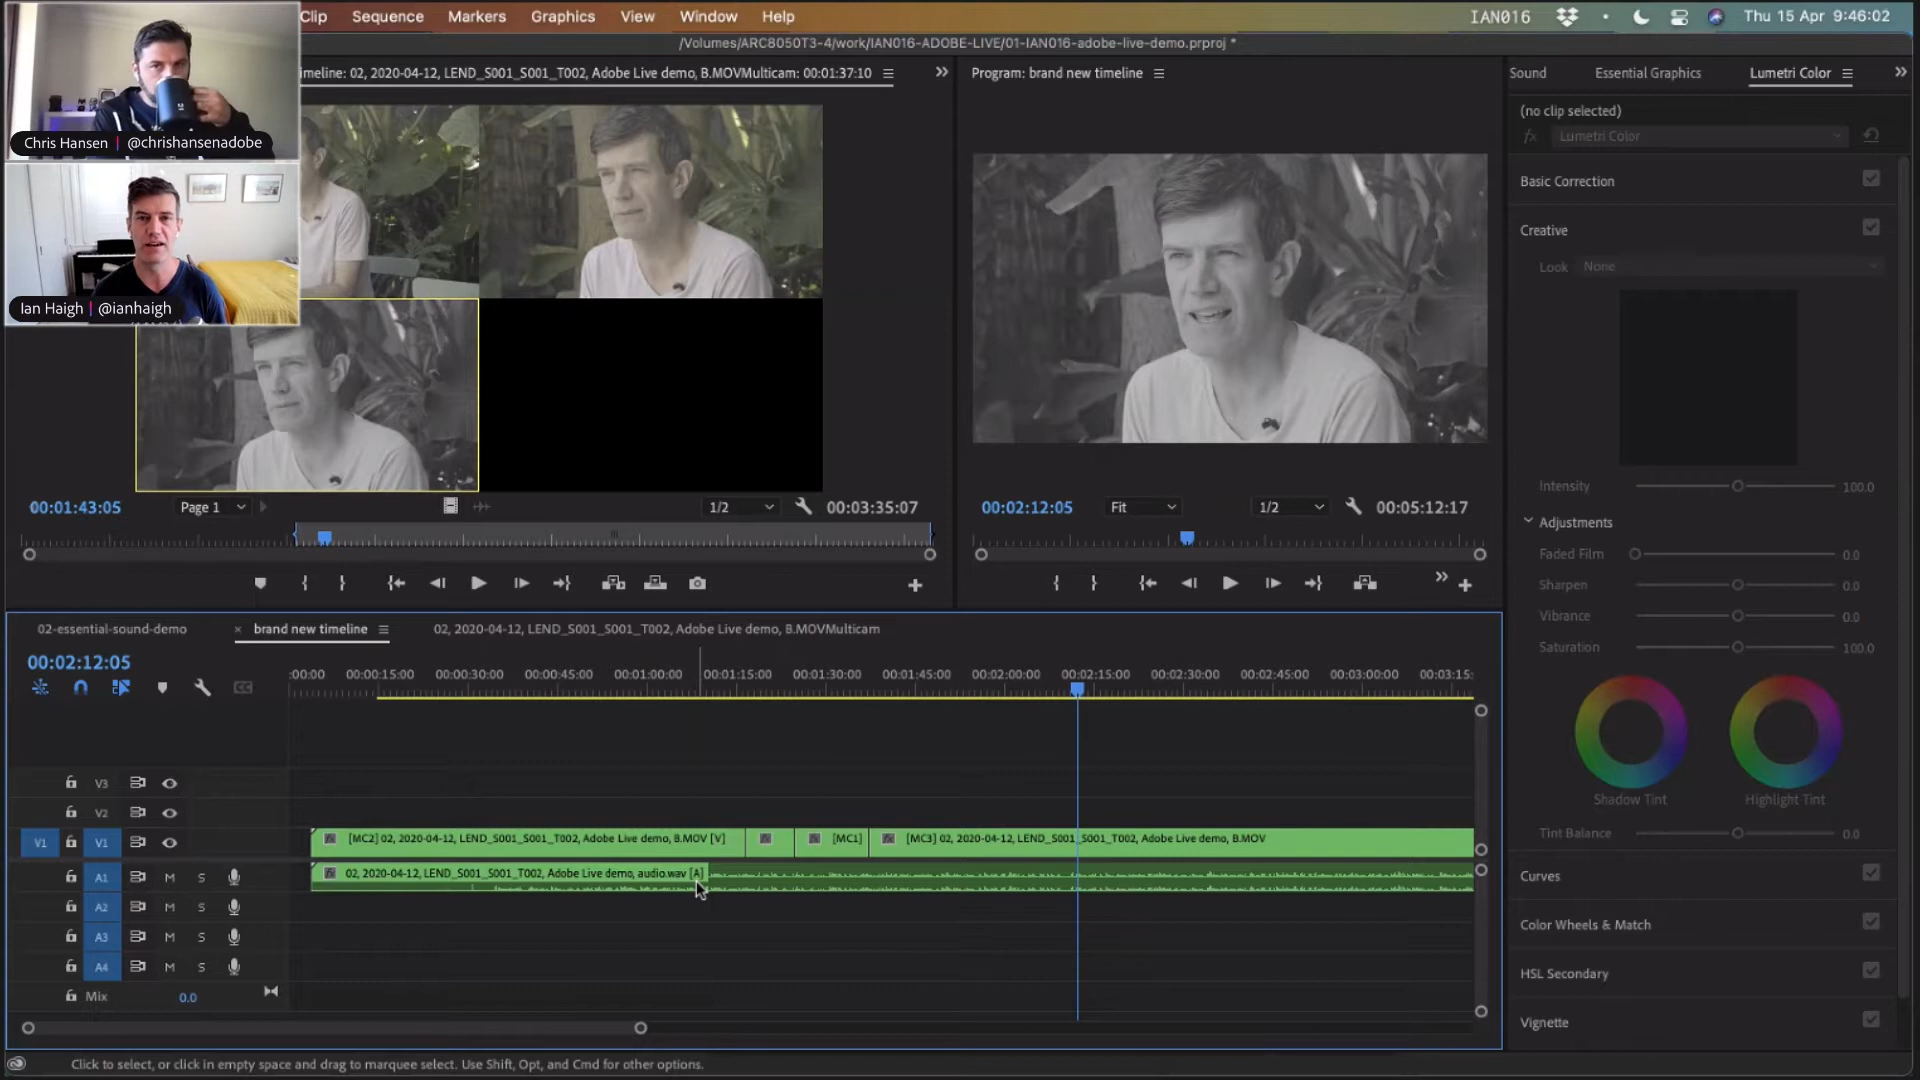 Clip Sequence Markers Graphics View Window Help IAN016 Thu 15 Apr 9:46:02
/Volumes/ARC8050T3-4/work/IAN016-ADOBE-LIVE/01-IAN016-adobe-live-demo.prproj *
Chris Hansen | @chrishansenadobe
Ian Haigh | @ianhaigh
imeline: 02, 2020-04-12, LEND_S001_S001_T002, Adobe Live demo, B.MOVMulticam: 00:01:37:10
Program: brand new timeline
Sound Essential Graphics Lumetri Color
(no clip selected)
fx Lumetri Color
Basic Correction
Creative
Look None
Intensity 100.0
Adjustments
Faded Film 0.0
Sharpen 0.0
Vibrance 0.0
Saturation 100.0
Shadow Tint Highlight Tint
Tint Balance 0.0
Curves
Color Wheels & Match
HSL Secondary
Vignette
00:01:43:05 Page 1 1/2 00:03:35:07
00:02:12:05 Fit 1/2 00:05:12:17
02-essential-sound-demo × brand new timeline 02, 2020-04-12, LEND_S001_S001_T002, Adobe Live demo, B.MOVMulticam
00:02:12:05
:00:00 00:00:15:00 00:00:30:00 00:00:45:00 00:01:00:00 00:01:15:00 00:01:30:00 00:01:45:00 00:02:00:00 00:02:15:00 00:02:30:00 00:02:45:00 00:03:00:00 00:03:15:
CC
V3
V2
V1 V1 fx [MC2] 02, 2020-04-12, LEND_S001_S001_T002, Adobe Live demo, B.MOV [V] fx fx [MC1] fx [MC3] 02, 2020-04-12, LEND_S001_S001_T002, Adobe Live demo, B.MOV
A1 M S fx 02, 2020-04-12, LEND_S001_S001_T002, Adobe Live demo, audio.wav [A]
A2 M S
A3 M S
A4 M S
Mix 0.0
Click to select, or click in empty space and drag to marquee select. Use Shift, Opt, and Cmd for other options.